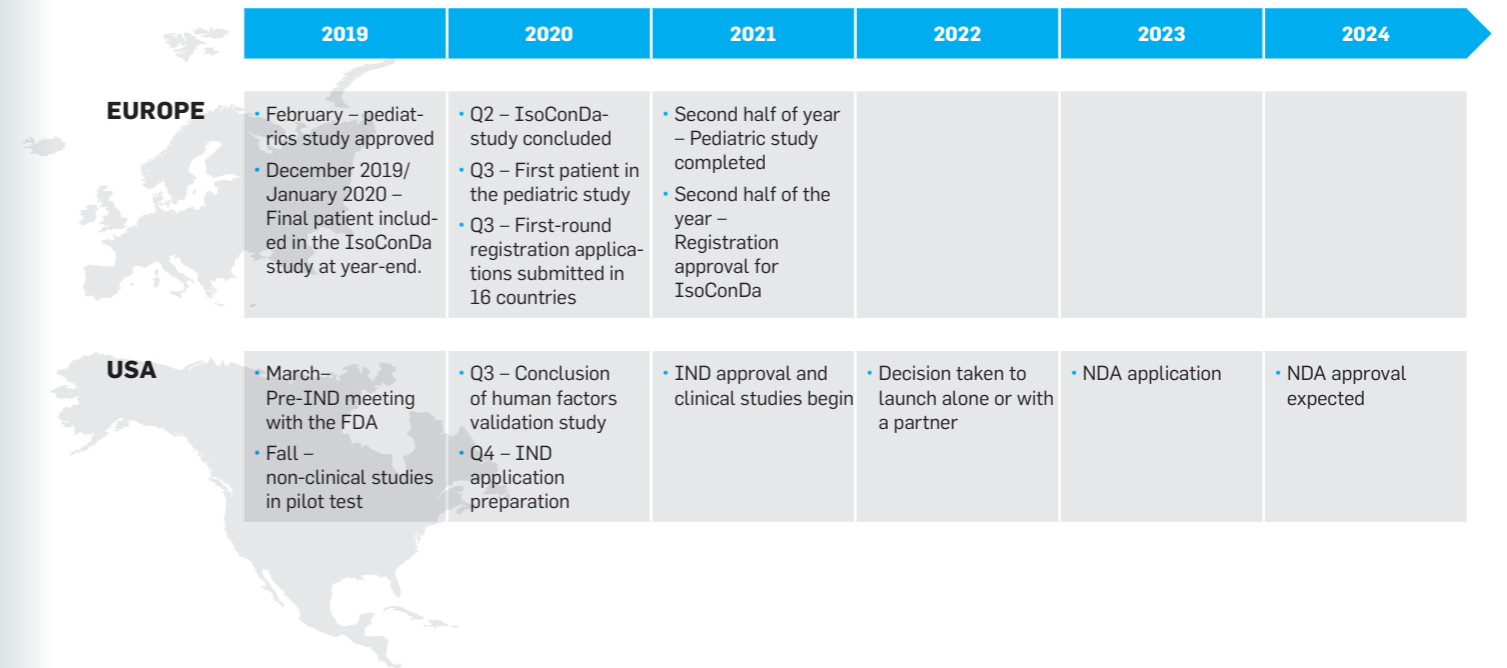 2019
2020
2021
2022
2023
2024
EUROPE
• February – pediat-
rics study approved
• December 2019/
January 2020 –
Final patient includ-
ed in the IsoConDa
study at year-end.
• Q2 – IsoConDa-
study concluded
• Q3 – First patient in
the pediatric study
• Q3 – First-round
registration applica-
tions submitted in
16 countries
• Second half of year
– Pediatric study
completed
• Second half of the
year –
Registration
approval for
IsoConDa
USA
• March–
Pre-IND meeting
with the FDA
• Fall –
non-clinical studies
in pilot test
• Q3 – Conclusion
of human factors
validation study
• Q4 – IND
application
preparation
• IND approval and
clinical studies begin
• Decision taken to
launch alone or with
a partner
• NDA application
• NDA approval
expected